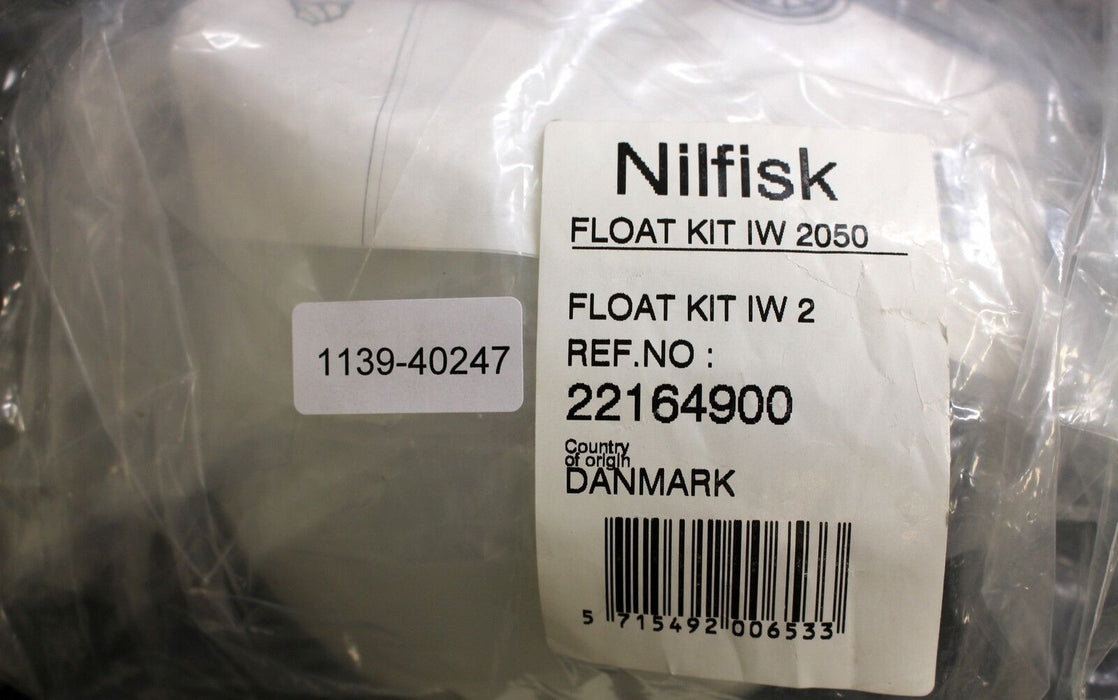 Nilfisk
FLOAT KIT IW 2050
FLOAT KIT IW 2
REF.NO :
22164900
Country
of origin
DANMARK
5 715492 006533
1139-40247